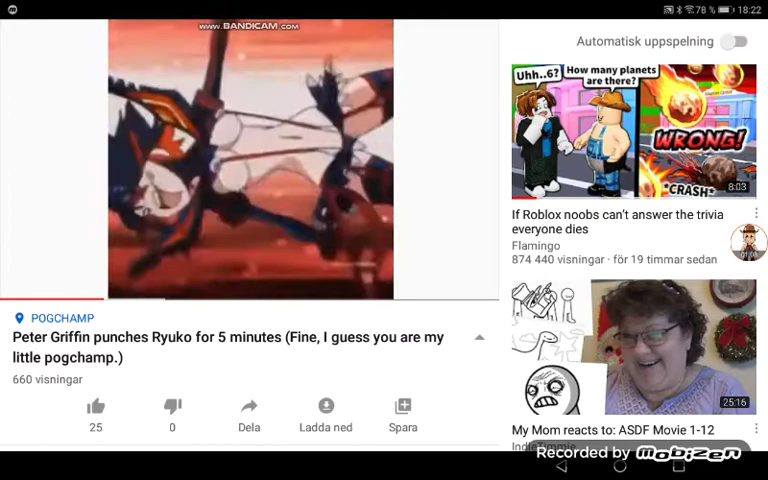 78 % 18:22
www.BANDICAM.com
Automatisk uppspelning
Uhh..6?
How many planets
are there?
WRONG!
*CRASH*
8:03
If Roblox noobs can't answer the trivia
everyone dies
Flamingo
874 440 visningar · för 19 timmar sedan
01:08
POGCHAMP
Peter Griffin punches Ryuko for 5 minutes (Fine, I guess you are my
little pogchamp.)
660 visningar
25
0
Dela
Ladda ned
Spara
25:16
My Mom reacts to: ASDF Movie 1-12
IndieTimmie
Recorded by Mobizen